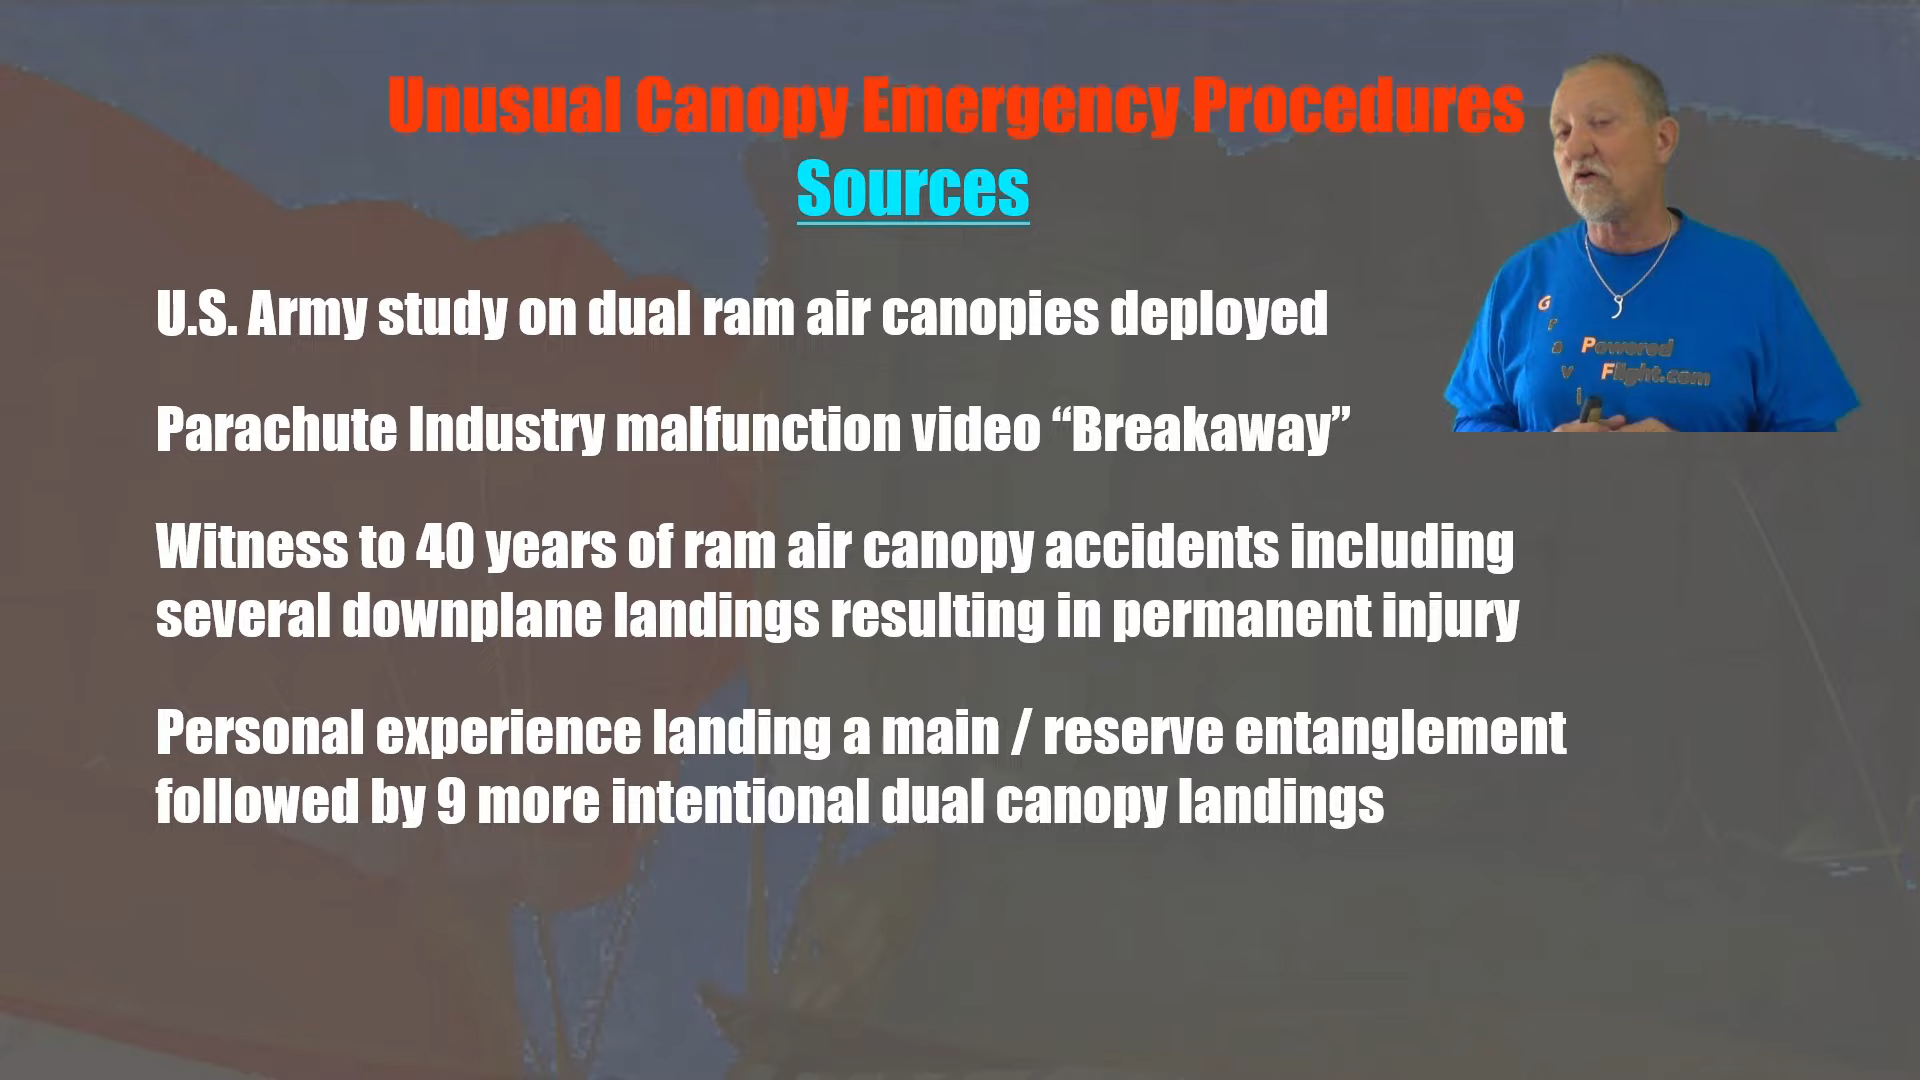 Unusual Canopy Emergency Procedures
Sources
U.S. Army study on dual ram air canopies deployed
Parachute Industry malfunction video “Breakaway”
Witness to 40 years of ram air canopy accidents including
several downplane landings resulting in permanent injury
Personal experience landing a main / reserve entanglement
followed by 9 more intentional dual canopy landings
Powered
Flight.com